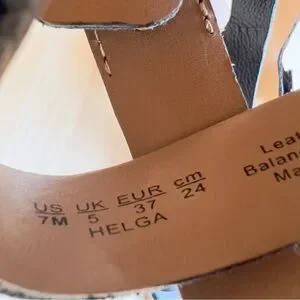 US UK EUR cm
7M 5 37 24
HELGA
Leat
Balan
Ma